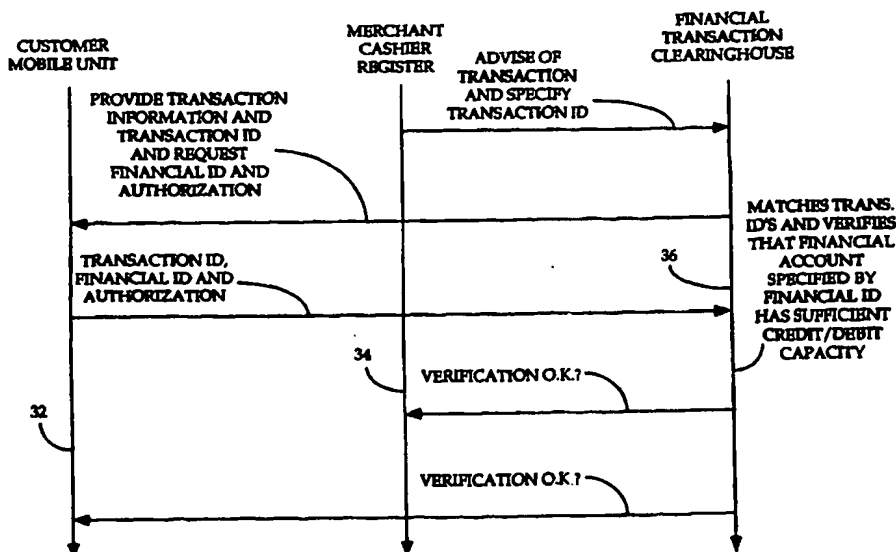 CUSTOMER
MOBILE UNIT
MERCHANT
CASHIER
REGISTER
FINANCIAL
TRANSACTION
CLEARINGHOUSE
ADVISE OF
TRANSACTION
AND SPECIFY
TRANSACTION ID
PROVIDE TRANSACTION
INFORMATION AND
TRANSACTION ID
AND REQUEST
FINANCIAL ID AND
AUTHORIZATION
MATCHES TRANS.
ID'S AND VERIFIES
THAT FINANCIAL
ACCOUNT
SPECIFIED BY
FINANCIAL ID
HAS SUFFICIENT
CREDIT/DEBIT
CAPACITY
36
TRANSACTION ID,
FINANCIAL ID AND
AUTHORIZATION
34
VERIFICATION O.K.?
32
VERIFICATION O.K.?